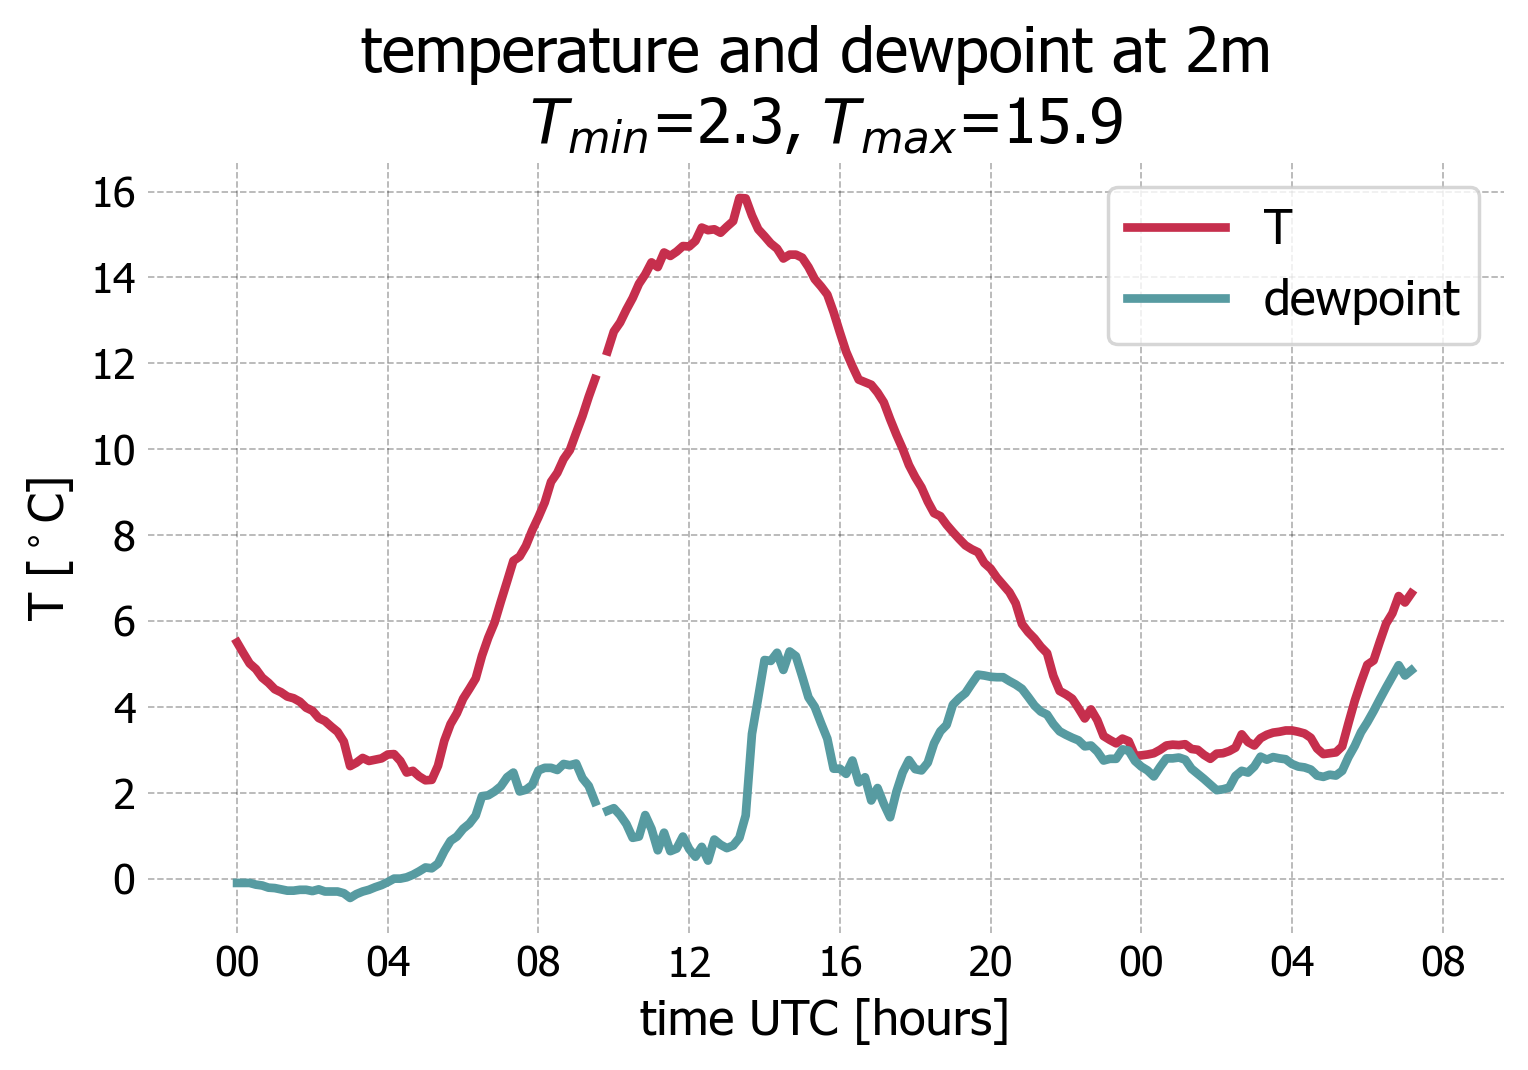 temperature and dewpoint at 2m
T_min=2.3, T_max=15.9
16
14
12
10
8
6
4
2
0
T [°C]
T
dewpoint
00 04 08 12 16 20 00 04 08
time UTC [hours]